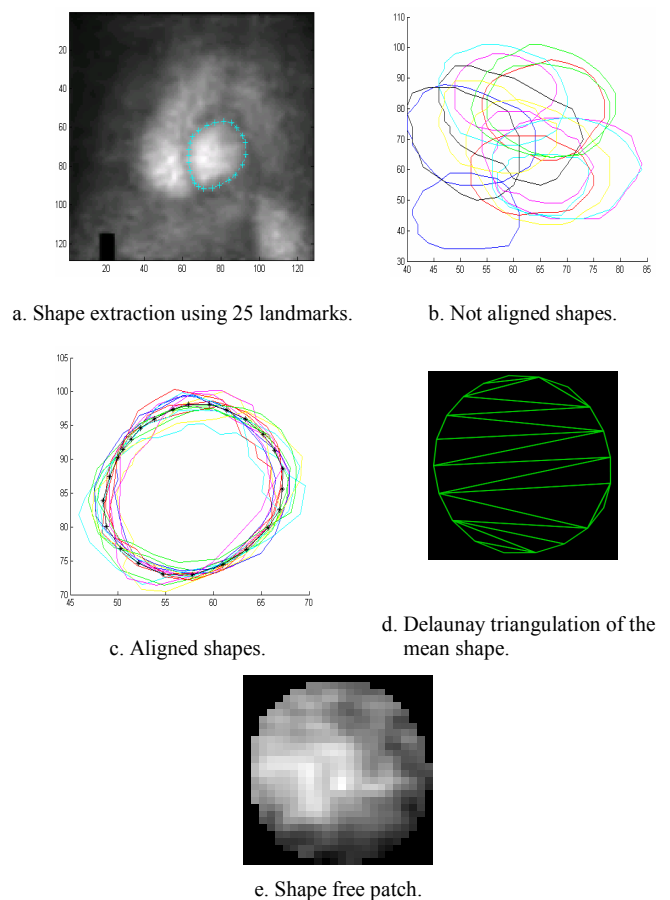 20
40
60
80
100
120
20 40 60 80 100 120
110
100
90
80
70
60
50
40
30
40 45 50 55 60 65 70 75 80 85
a. Shape extraction using 25 landmarks.
b. Not aligned shapes.
105
100
95
90
85
80
75
70
45 50 55 60 65 70
c. Aligned shapes.
d. Delaunay triangulation of the
mean shape.
e. Shape free patch.